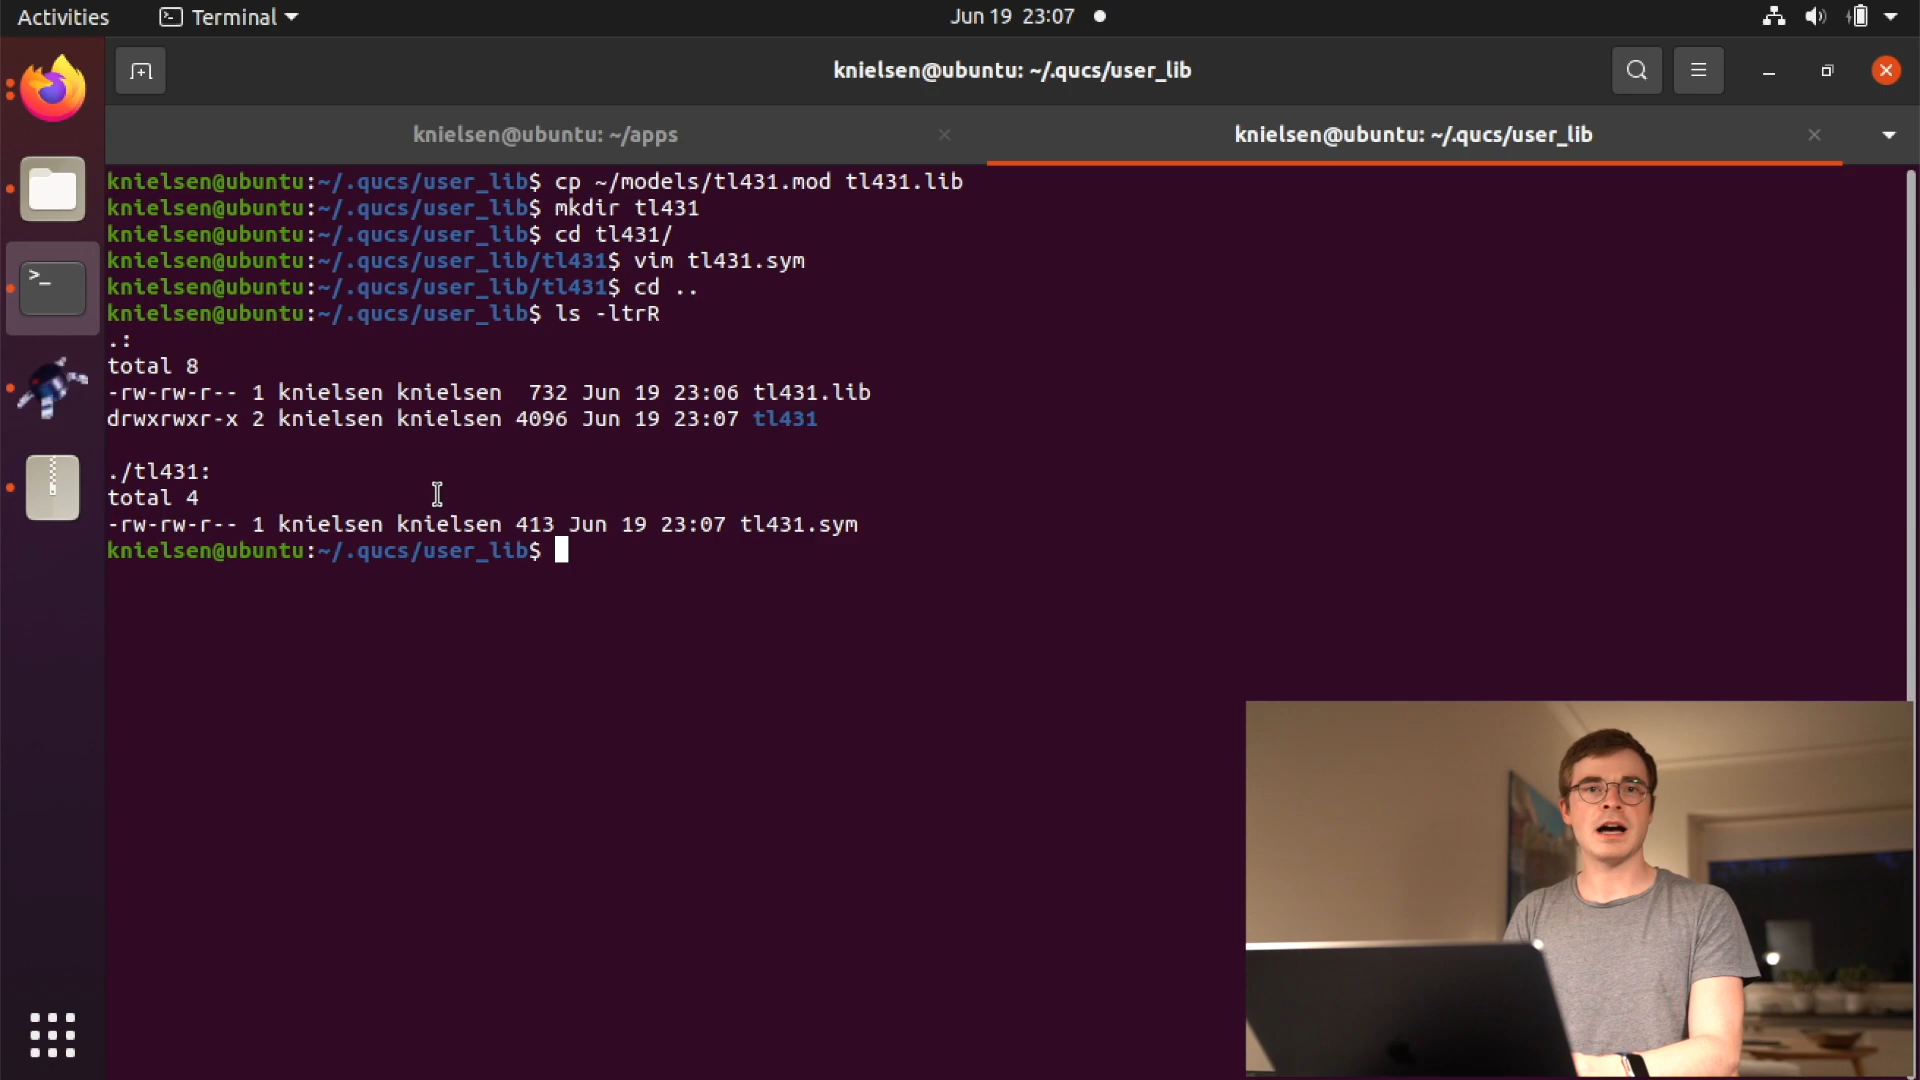 Activities
Terminal
Jun 19 23:07
knielsen@ubuntu: ~/.qucs/user_lib
knielsen@ubuntu: ~/apps
knielsen@ubuntu: ~/.qucs/user_lib
knielsen@ubuntu:~/.qucs/user_lib$ cp ~/models/tl431.mod tl431.lib
knielsen@ubuntu:~/.qucs/user_lib$ mkdir tl431
knielsen@ubuntu:~/.qucs/user_lib$ cd tl431/
knielsen@ubuntu:~/.qucs/user_lib/tl431$ vim tl431.sym
knielsen@ubuntu:~/.qucs/user_lib/tl431$ cd ..
knielsen@ubuntu:~/.qucs/user_lib$ ls -ltrR
.:
total 8
-rw-rw-r-- 1 knielsen knielsen  732 Jun 19 23:06 tl431.lib
drwxrwxr-x 2 knielsen knielsen 4096 Jun 19 23:07 tl431
./tl431:
total 4
-rw-rw-r-- 1 knielsen knielsen 413 Jun 19 23:07 tl431.sym
knielsen@ubuntu:~/.qucs/user_lib$